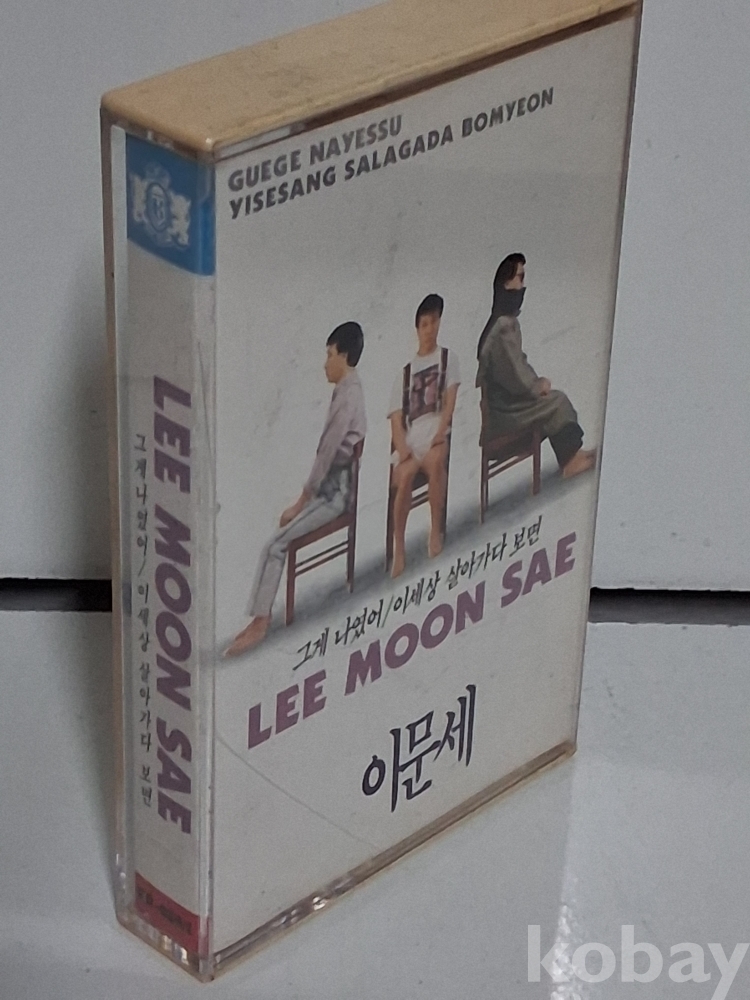 GUEGE NAYESSU
YISESANG SALAGADA BOMYEON
그게 나였어/이세상 살아가다 보면
LEE MOON SAE
이문세
LEE MOON SAE
그게 나였어/이세상 살아가다 보면
kobay